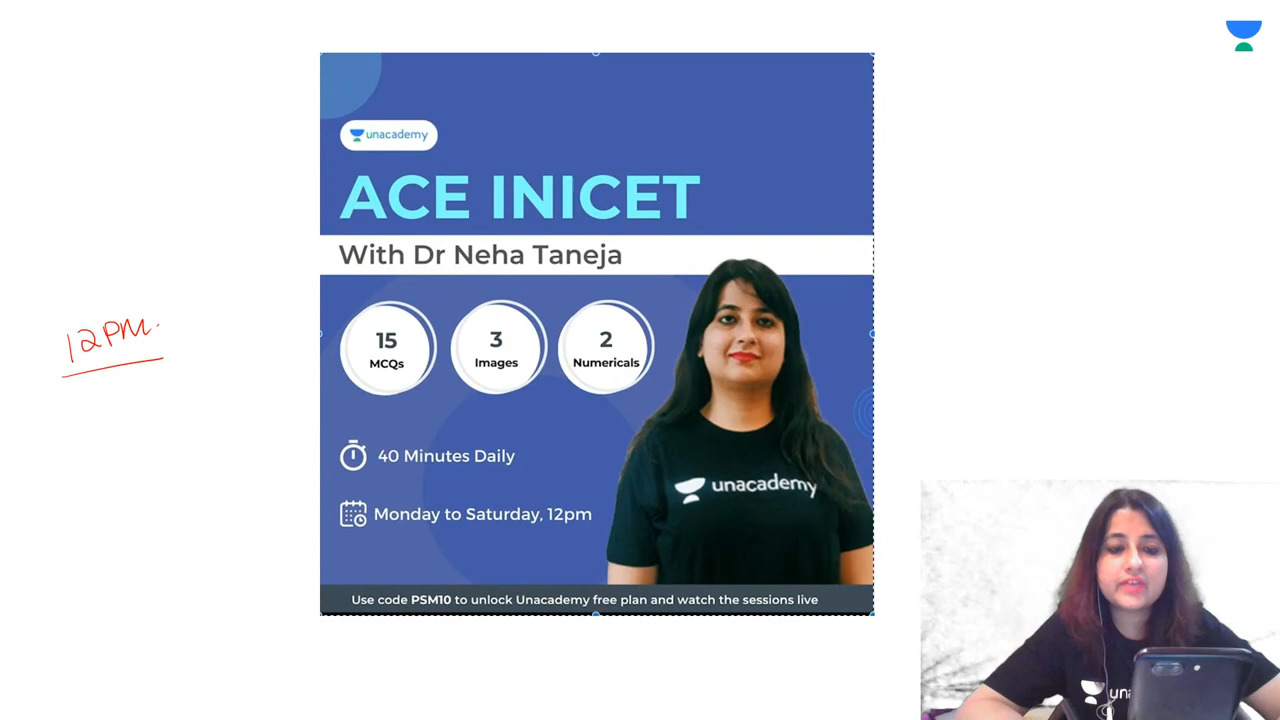 unacademy
ACE INICET
With Dr Neha Taneja
12PM.
15
MCQs
3
Images
2
Numericals
40 Minutes Daily
unacademy
Monday to Saturday, 12pm
Use code PSM10 to unlock Unacademy free plan and watch the sessions live